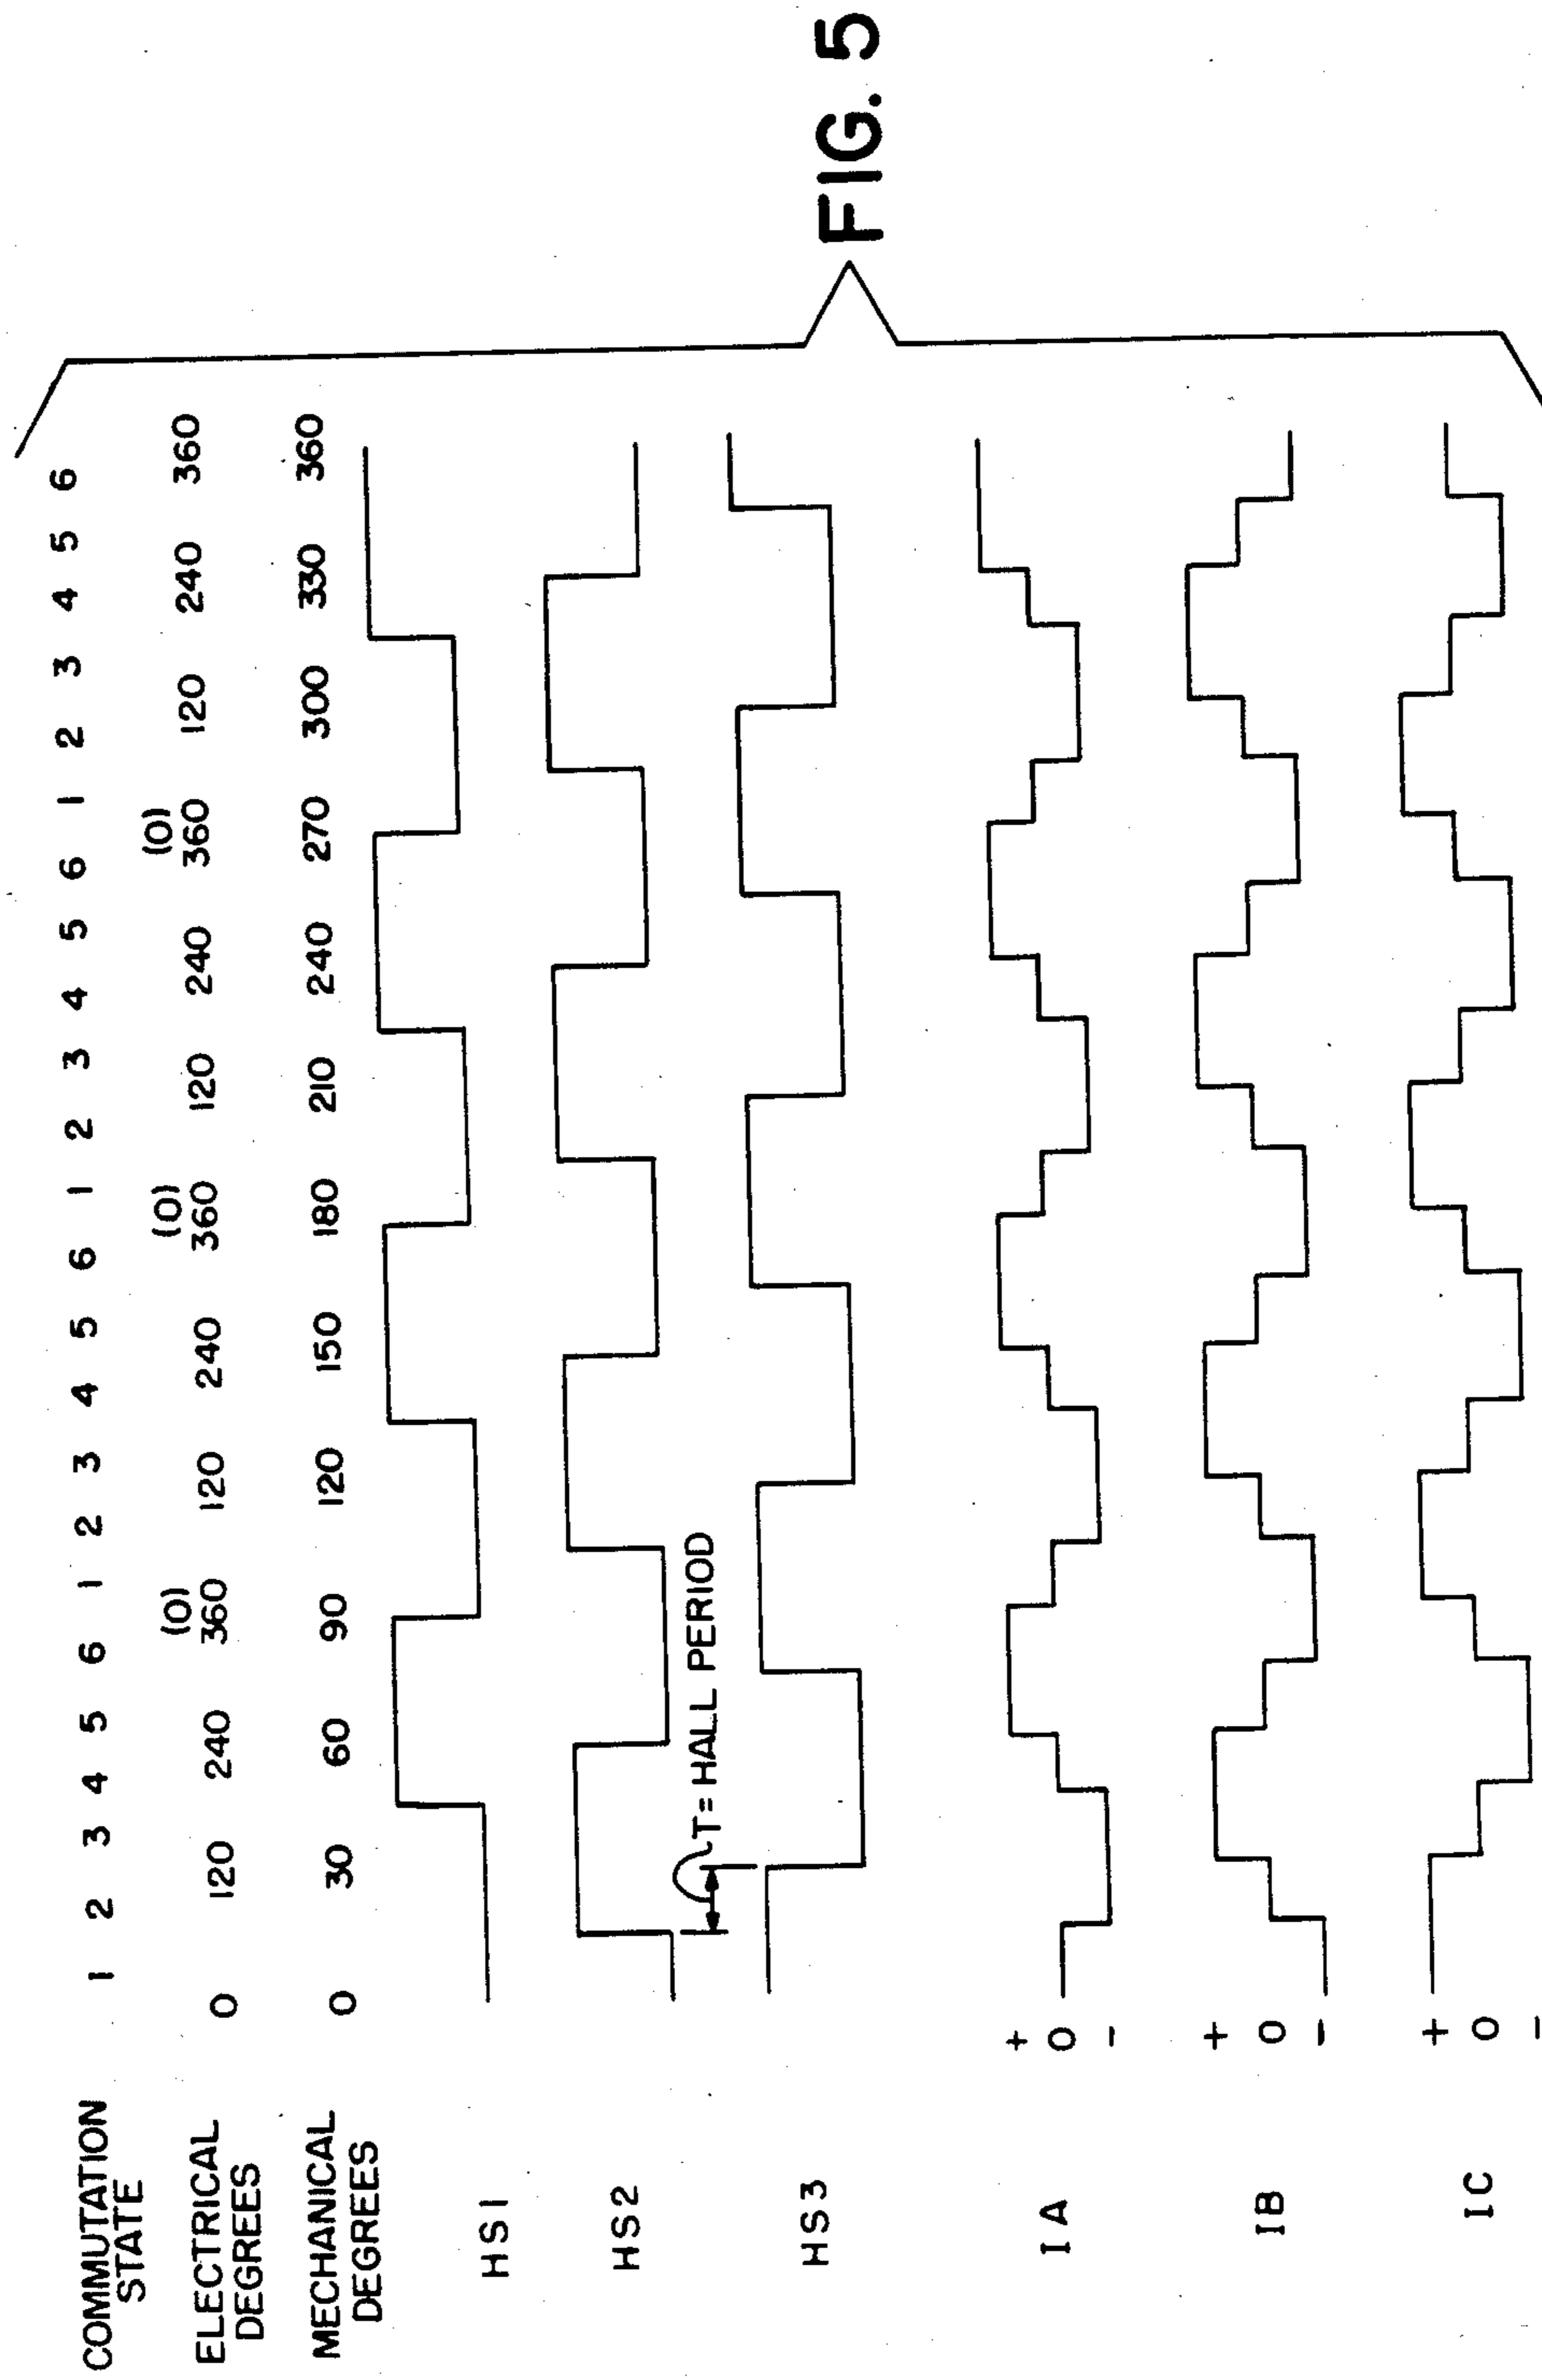 COMMUTATION
STATE
1 2 3 4 5 6 1 2 3 4 5 6 1 2 3 4 5 6 1 2 3 4 5 6
(0) (0) (0)
ELECTRICAL
DEGREES
0 120 240 360 120 240 360 120 240 360 120 240 360
MECHANICAL
DEGREES
0 30 60 90 120 150 180 210 240 270 300 330 360
HS1
HS2
T=HALL PERIOD
HS3
+
IA 0
-
+
IB 0
-
+
IC 0
-
FIG. 5